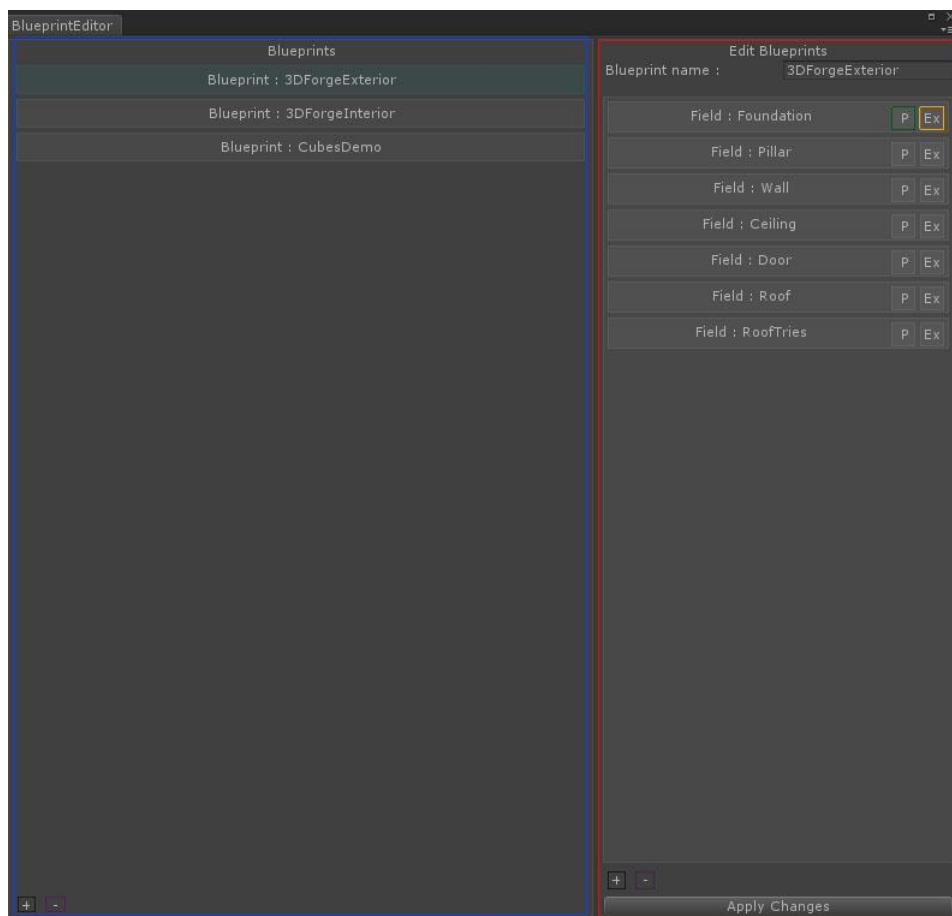 BlueprintEditor
Blueprints
Blueprint : 3DForgeExterior
Blueprint : 3DForgeInterior
Blueprint : CubesDemo
+ -
Edit Blueprints
Blueprint name : 3DForgeExterior
Field : Foundation P Ex
Field : Pillar P Ex
Field : Wall P Ex
Field : Ceiling P Ex
Field : Door P Ex
Field : Roof P Ex
Field : RoofTries P Ex
+ -
Apply Changes